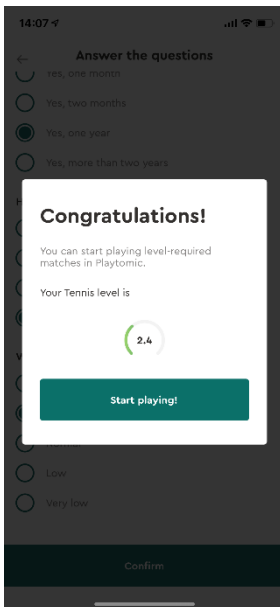 14:07
Answer the questions
Yes, one month
Yes, two months
Yes, one year
Yes, more than two years
H
Congratulations!
You can start playing level-required
matches in Playtomic.
Your Tennis level is
2.4
Start playing!
Normal
Low
Very low
Confirm